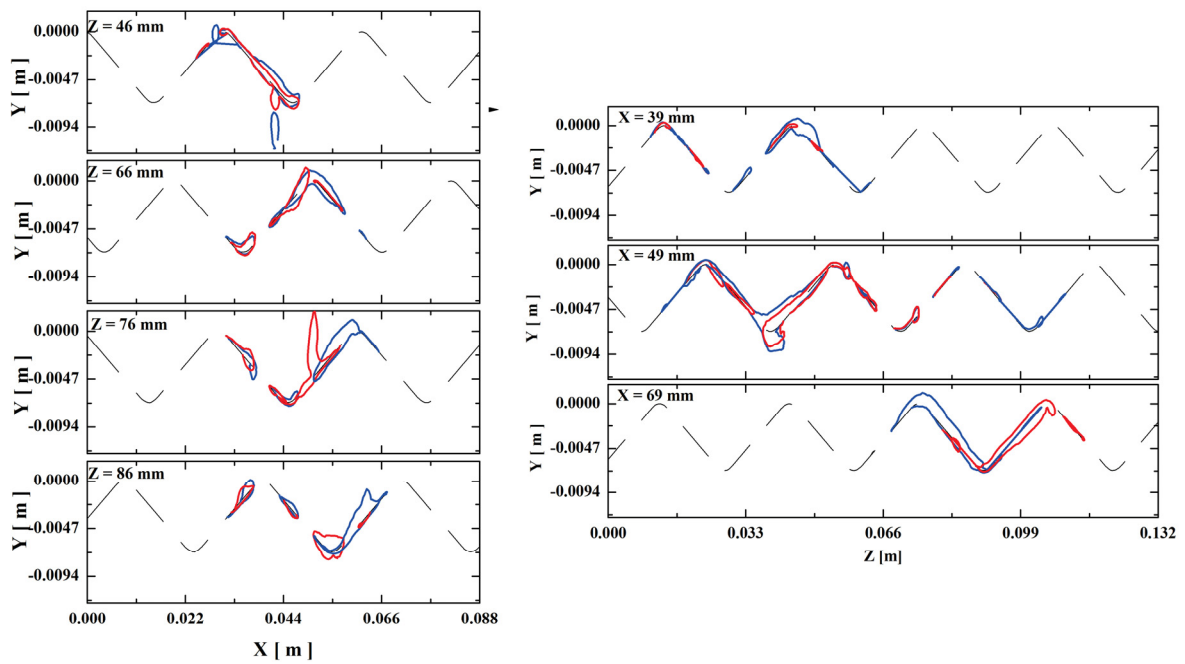 Z = 46 mm
0.0000
-0.0047
-0.0094
Y [ m ]
Z = 66 mm
0.0000
-0.0047
-0.0094
Y [ m ]
Z = 76 mm
0.0000
-0.0047
-0.0094
Y [ m ]
Z = 86 mm
0.0000
-0.0047
-0.0094
Y [ m ]
0.000 0.022 0.044 0.066 0.088
X [ m ]
X = 39 mm
0.0000
-0.0047
-0.0094
Y [ m ]
X = 49 mm
0.0000
-0.0047
-0.0094
Y [ m ]
X = 69 mm
0.0000
-0.0047
-0.0094
Y [ m ]
0.000 0.033 0.066 0.099 0.132
Z [m]